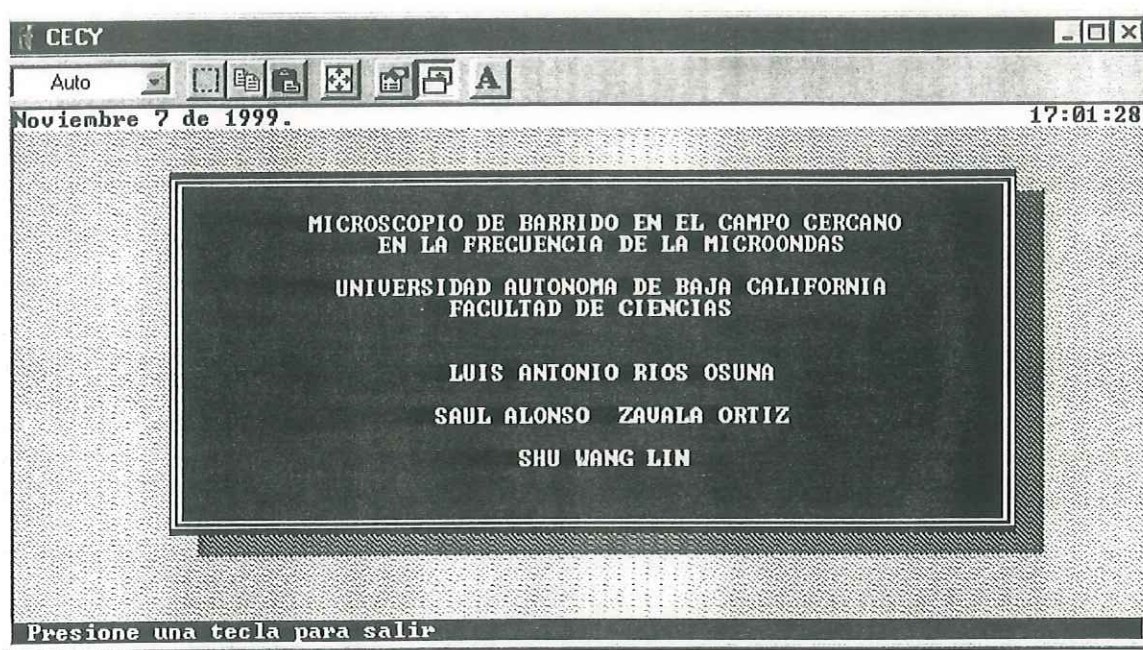 CECY
Auto
A
Noviembre 7 de 1999. 17:01:28
MICROSCOPIO DE BARRIDO EN EL CAMPO CERCANO
EN LA FRECUENCIA DE LA MICROONDAS
UNIVERSIDAD AUTONOMA DE BAJA CALIFORNIA
FACULTAD DE CIENCIAS
LUIS ANTONIO RIOS OSUNA
SAUL ALONSO ZAVALA ORTIZ
SHU WANG LIN
Presione una tecla para salir